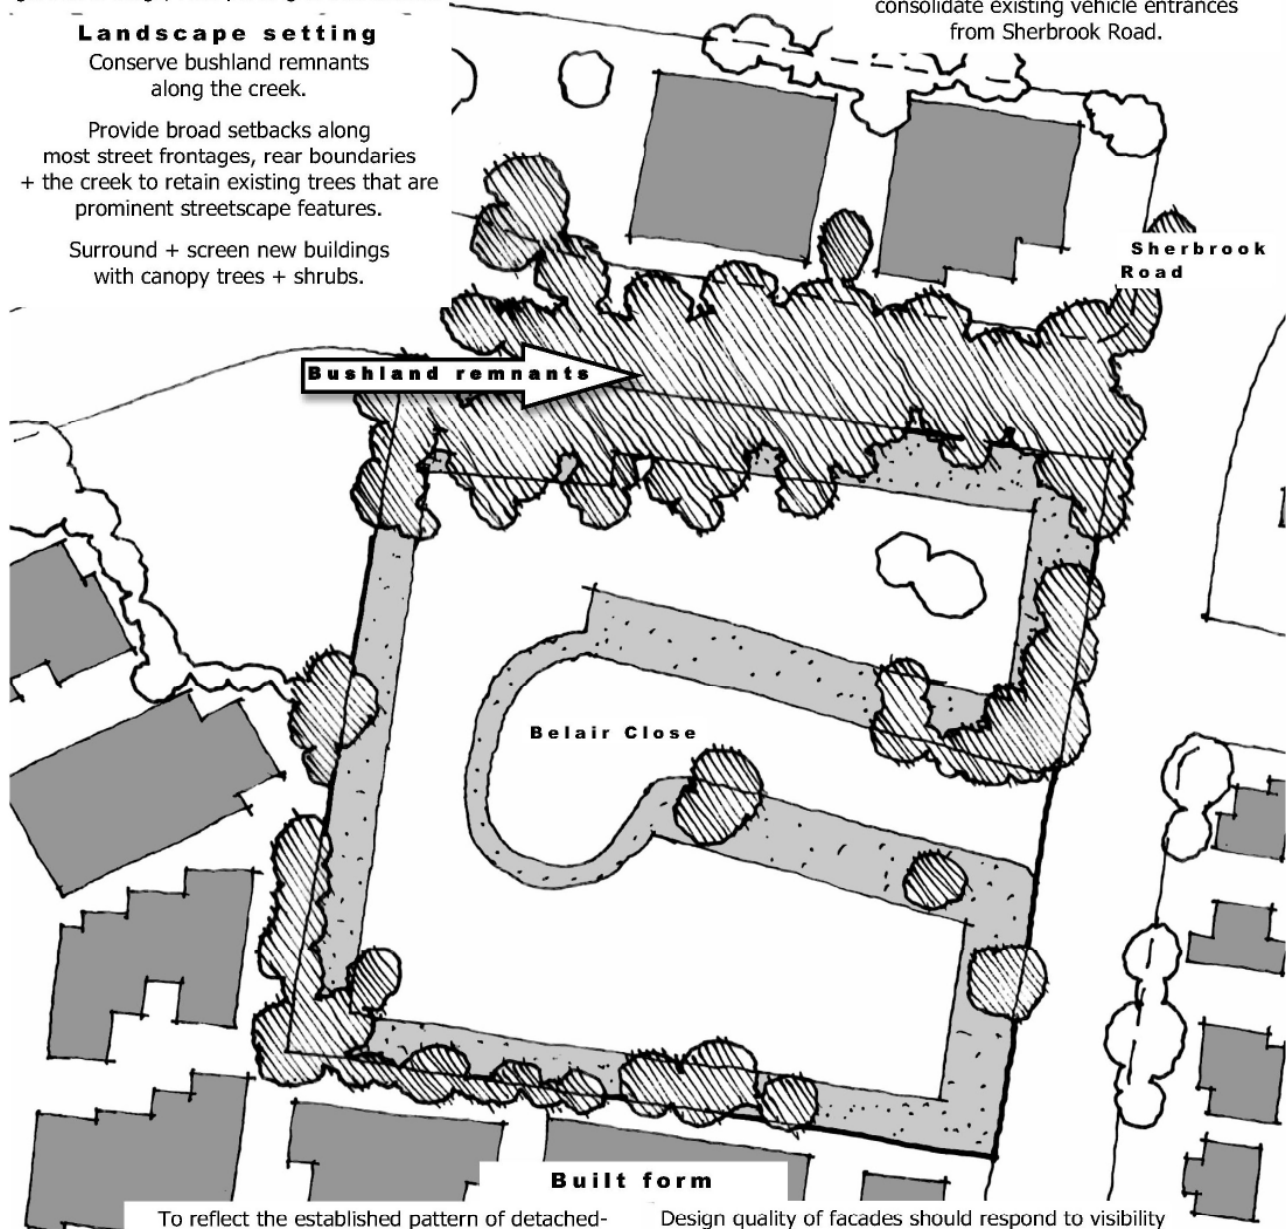 consolidate existing vehicle entrances
from Sherbrook Road.
Landscape setting
Conserve bushland remnants
along the creek.
Provide broad setbacks along
most street frontages, rear boundaries
+ the creek to retain existing trees that are
prominent streetscape features.
Surround + screen new buildings
with canopy trees + shrubs.
Sherbrook
Road
Bushland remnants
Belair Close
Built form
To reflect the established pattern of detached-
Design quality of facades should respond to visibility